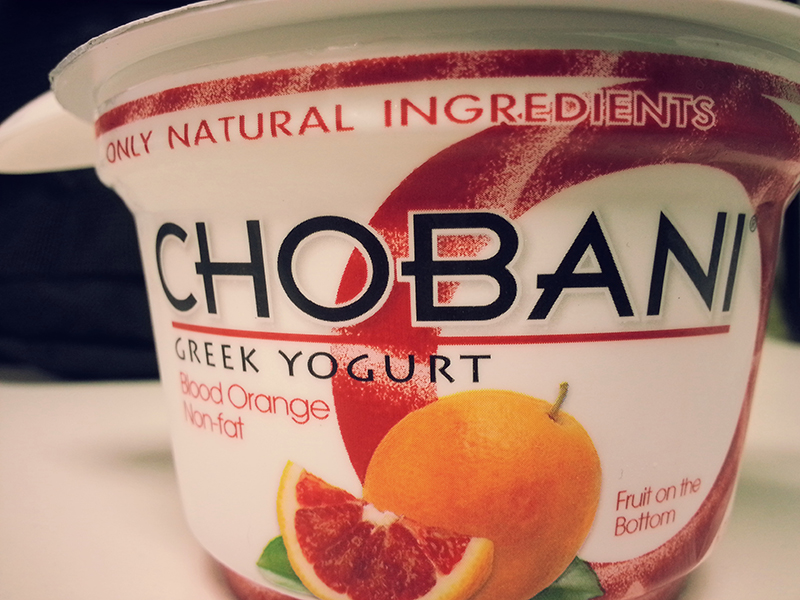 ONLY NATURAL INGREDIENTS
CHOBANI®
GREEK YOGURT
Blood Orange
Non-fat
Fruit on the
Bottom